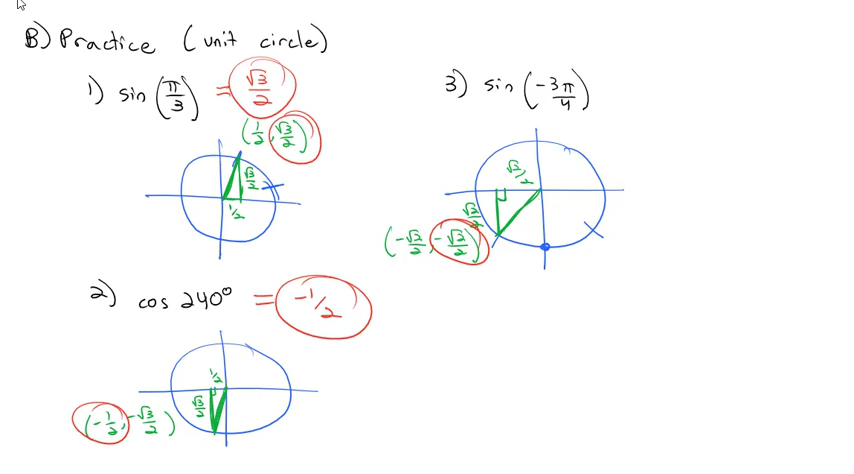 B) Practice (unit circle)
1) sin (π/3) = √3/2
(1/2, √3/2)
√3/2
1/2
2) cos 240° = -1/2
1/2
√3/2
(-1/2, -√3/2)
3) sin (-3π/4)
√2/2
√2/2
(-√2/2, -√2/2)